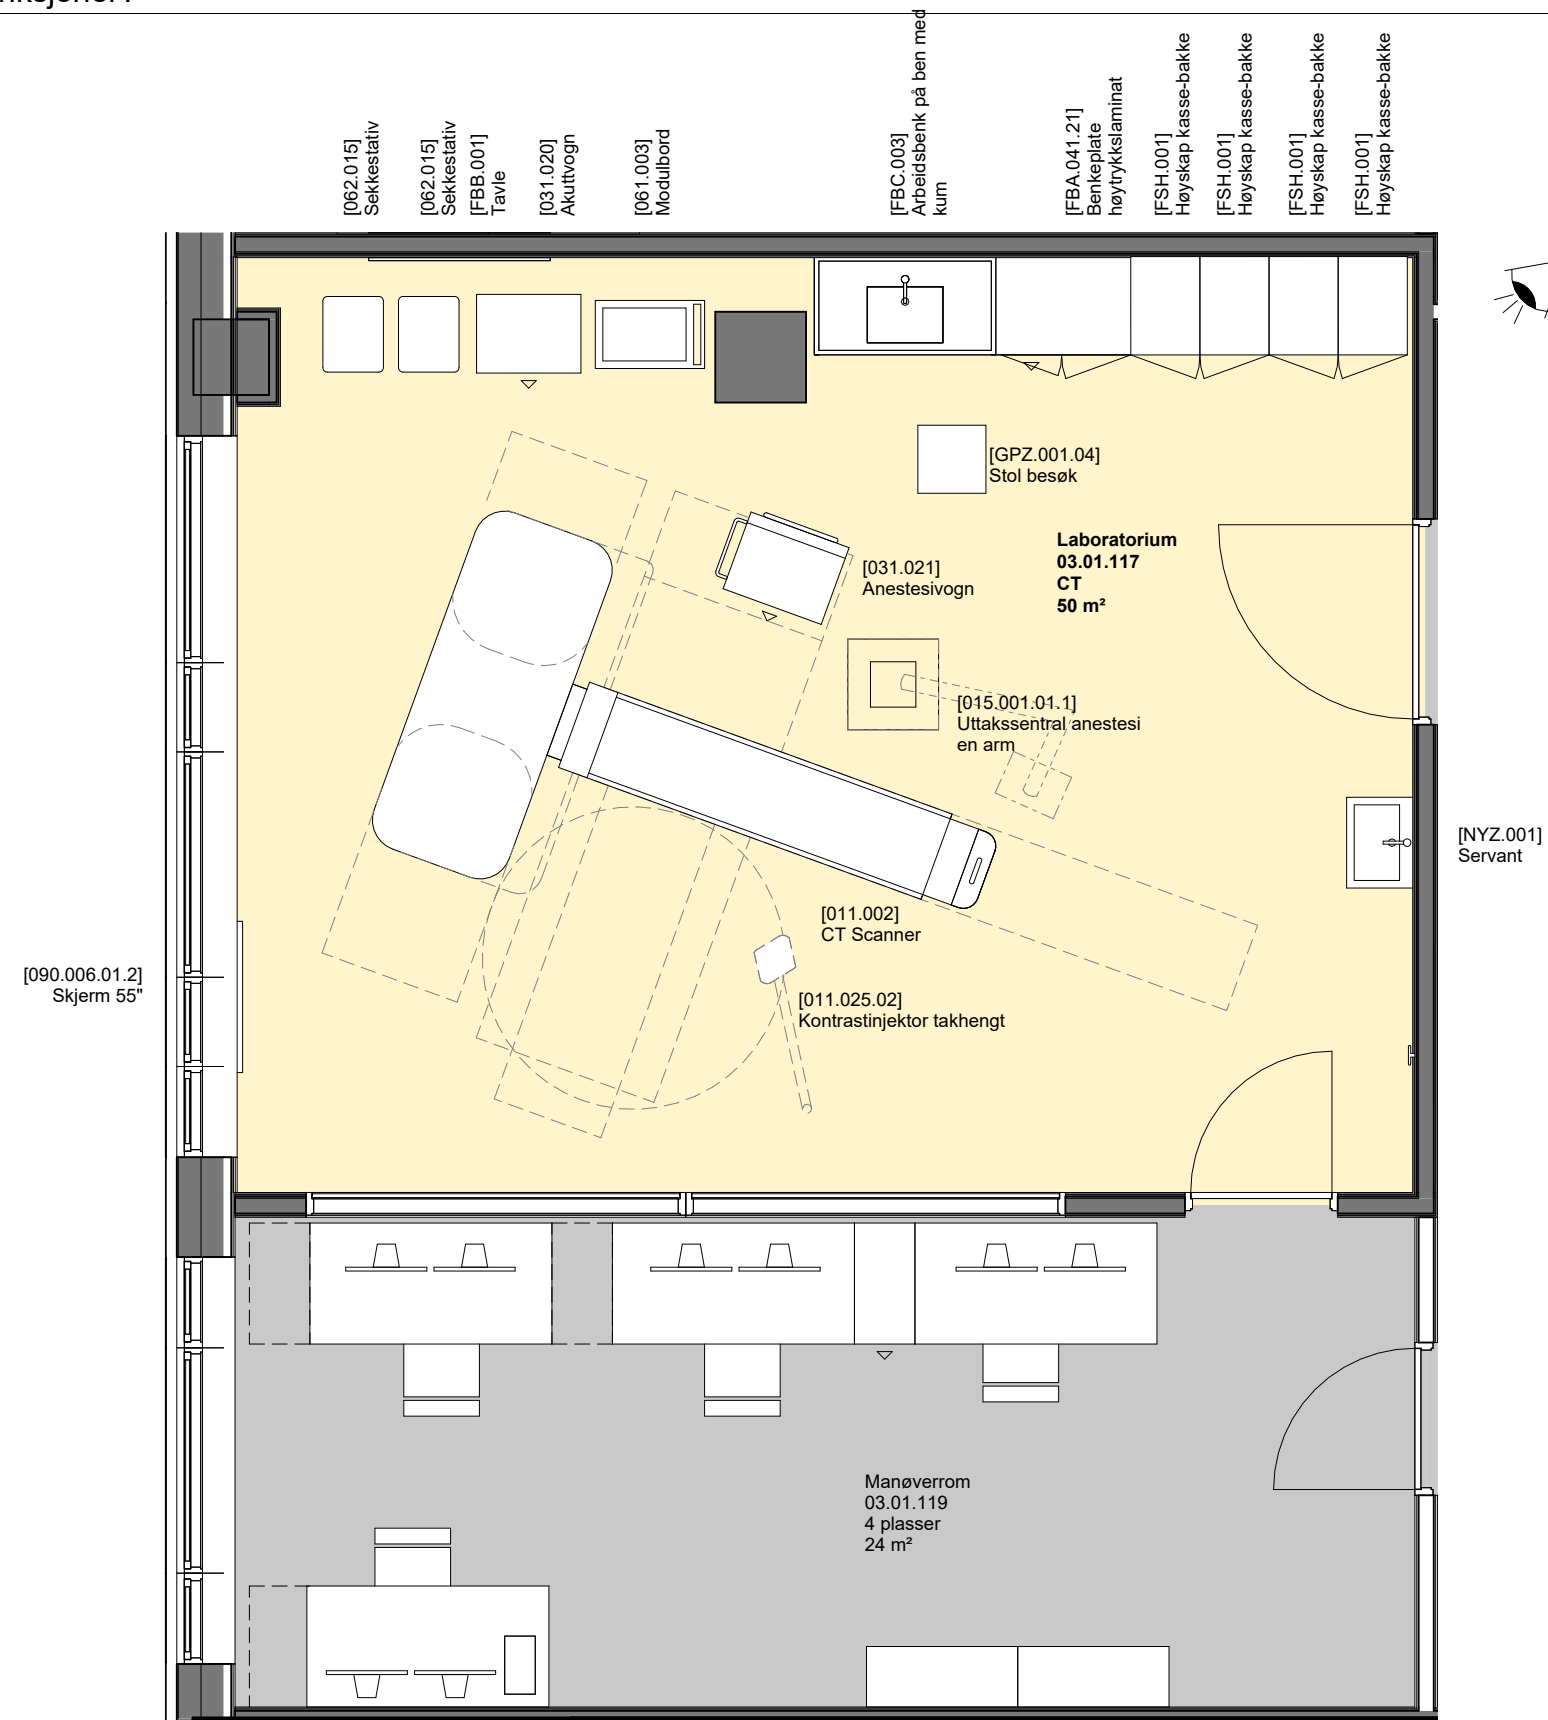 [062.015]
Sekkestativ
[062.015]
Sekkestativ
[FBB.001]
Tavle
[031.020]
Akuttvogn
[061.003]
Modulbord
[FBC.003]
Arbeidsbenk på ben med
kum
[FBA.041.21]
Benkeplate
høytrykkslaminat
[FSH.001]
Høyskap kasse-bakke
[FSH.001]
Høyskap kasse-bakke
[FSH.001]
Høyskap kasse-bakke
[FSH.001]
Høyskap kasse-bakke
[GPZ.001.04]
Stol besøk
Laboratorium
03.01.117
CT
50 m²
[031.021]
Anestesivogn
[015.001.01.1]
Uttakssentral anestesi
en arm
[NYZ.001]
Servant
[011.002]
CT Scanner
[090.006.01.2]
Skjerm 55"
[011.025.02]
Kontrastinjektor takhengt
Manøverrom
03.01.119
4 plasser
24 m²